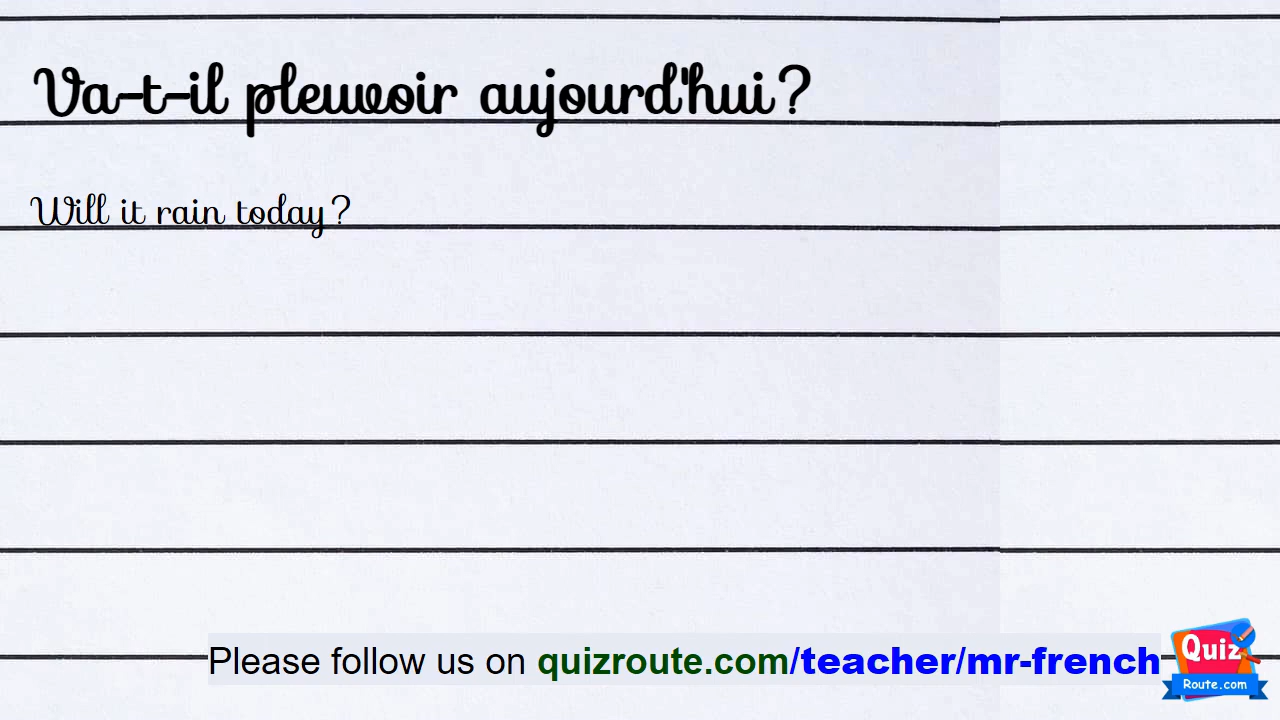 Va-t-il pleuvoir aujourd'hui?
Will it rain today?
Please follow us on quizroute.com/teacher/mr-french
Quiz
Route.com